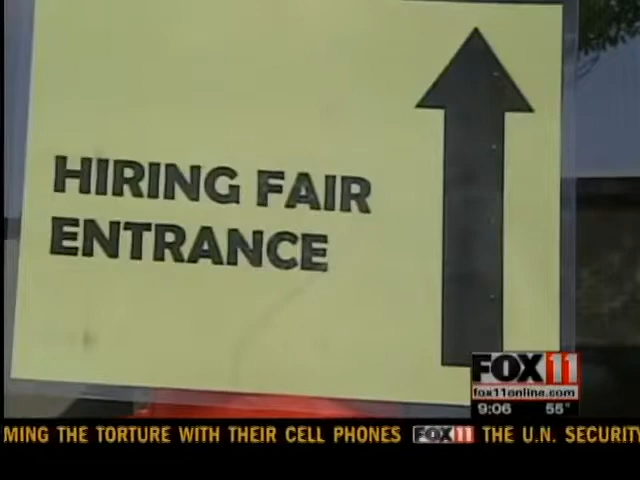 HIRING FAIR
ENTRANCE
FOX 11
fox11online.com
9:06 55°
MING THE TORTURE WITH THEIR CELL PHONES FOX 11 THE U.N. SECURITY